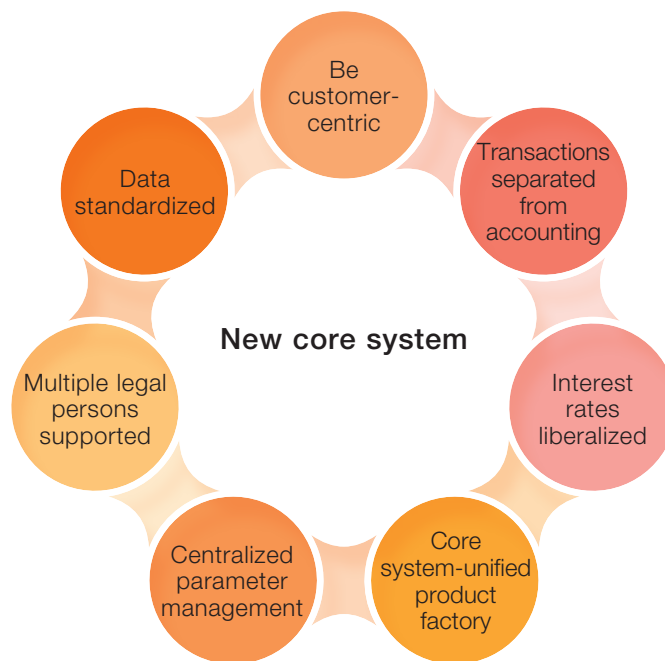 Be
customer-
centric
Transactions
separated
from
accounting
Interest
rates
liberalized
Core
system-unified
product
factory
Centralized
parameter
management
Multiple legal
persons
supported
Data
standardized
New core system